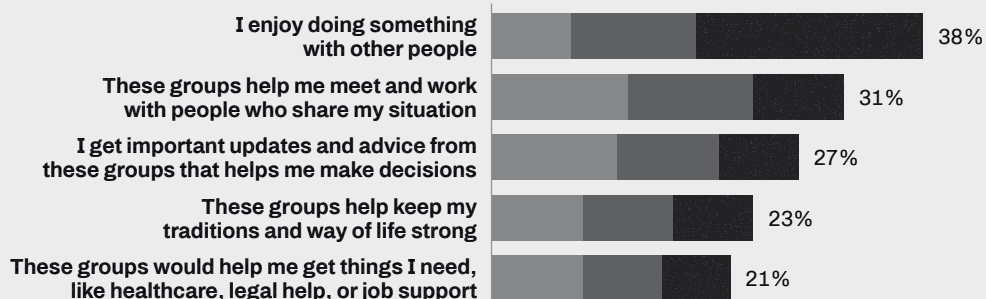 I enjoy doing something
with other people
38%
These groups help me meet and work
with people who share my situation
31%
I get important updates and advice from
these groups that helps me make decisions
27%
These groups help keep my
traditions and way of life strong
23%
These groups would help me get things I need,
like healthcare, legal help, or job support
21%